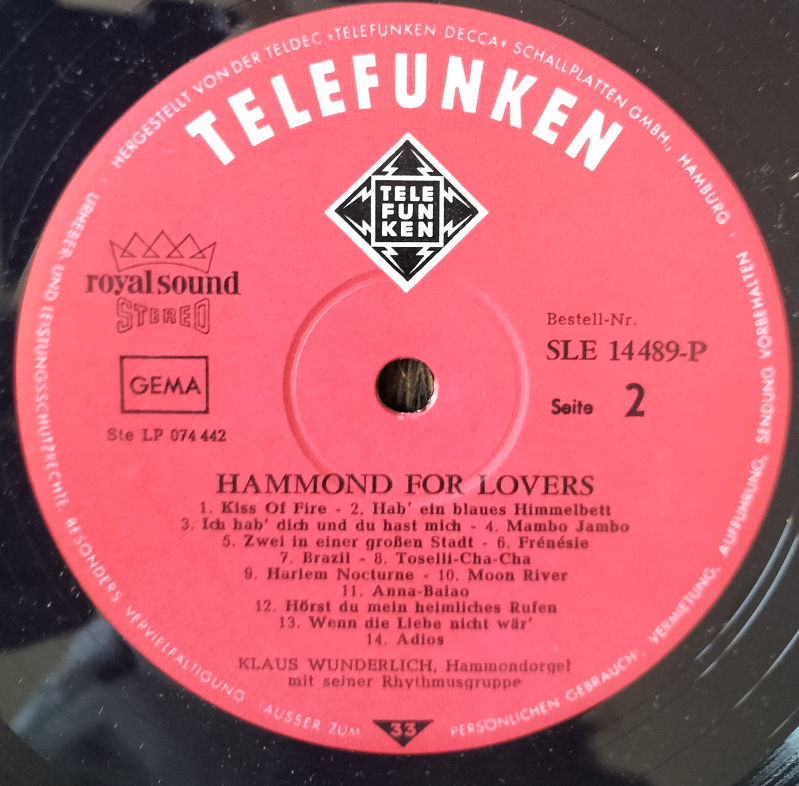 HERGESTELLT VON DER TELDEC »TELEFUNKEN-DECCA« SCHALLPLATTEN GMBH., HAMBURG ·
URHEBER- UND LEISTUNGSSCHUTZRECHTE, BESONDERS VERVIELFÄLTIGUNG AUSSER ZUM PERSÖNLICHEN GEBRAUCH, VERMIETUNG, AUFFÜHRUNG, SENDUNG VORBEHALTEN
TELEFUNKEN
TELE
FUN
KEN
royal sound
STEREO
GEMA
Ste LP 074 442
Bestell-Nr.
SLE 14 489-P
Seite 2
HAMMOND FOR LOVERS
1. Kiss Of Fire - 2. Hab' ein blaues Himmelbett
3. Ich hab' dich und du hast mich - 4. Mambo Jambo
5. Zwei in einer großen Stadt - 6. Frénésie
7. Brazil - 8. Toselli-Cha-Cha
9. Harlem Nocturne - 10. Moon River
11. Anna-Baiao
12. Hörst du mein heimliches Rufen
13. Wenn die Liebe nicht wär'
14. Adios
KLAUS WUNDERLICH, Hammondorgel
mit seiner Rhythmusgruppe
33